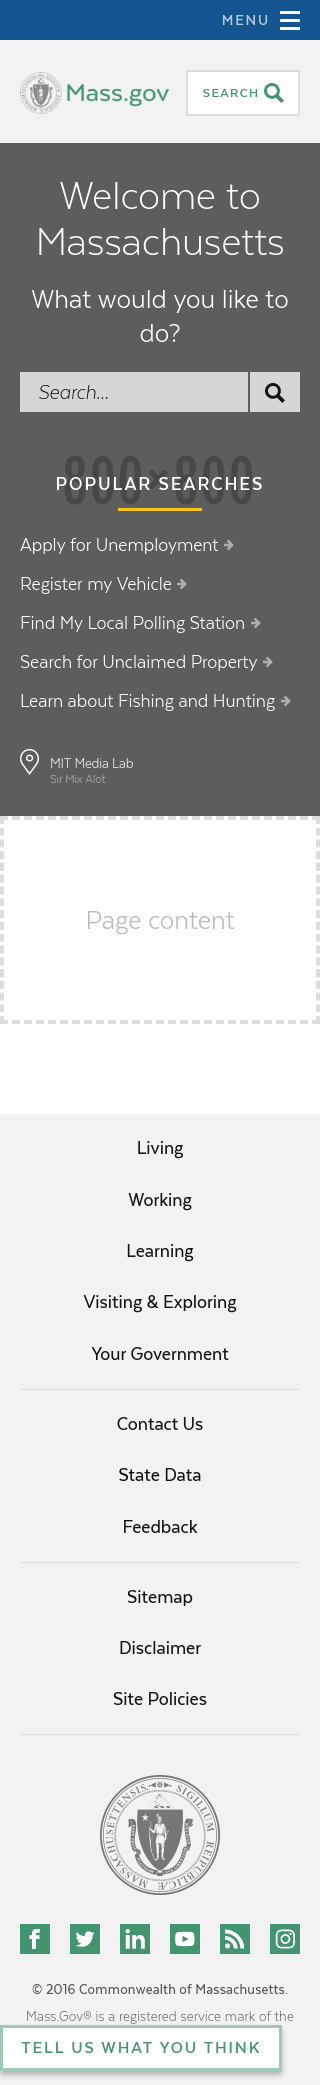 MENU
Mass.gov
SEARCH
Welcome to
Massachusetts
What would you like to
do?
Search...
800×800
POPULAR SEARCHES
Apply for Unemployment
Register my Vehicle
Find My Local Polling Station
Search for Unclaimed Property
Learn about Fishing and Hunting
MIT Media Lab
Sir Mix Alot
Page content
Living
Working
Learning
Visiting & Exploring
Your Government
Contact Us
State Data
Feedback
Sitemap
Disclaimer
Site Policies
SIGILLUM REIPUBLICÆ MASSACHUSETTENSIS
© 2016 Commonwealth of Massachusetts.
Mass.Gov® is a registered service mark of the
TELL US WHAT YOU THINK